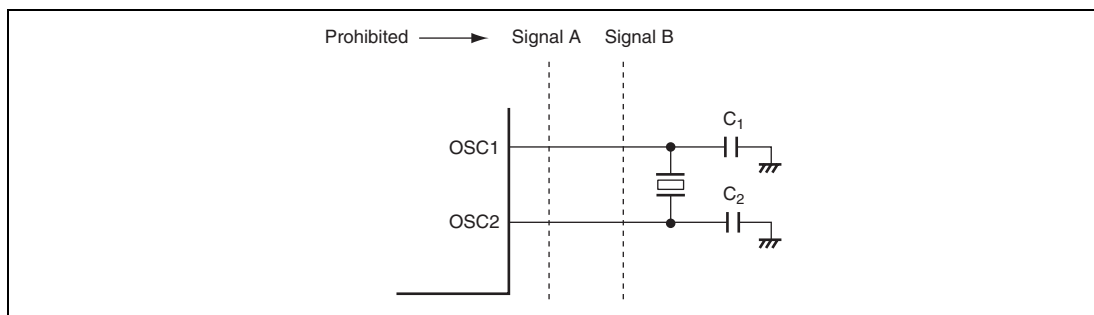 Prohibited Signal A Signal B
C1
OSC1
C2
OSC2